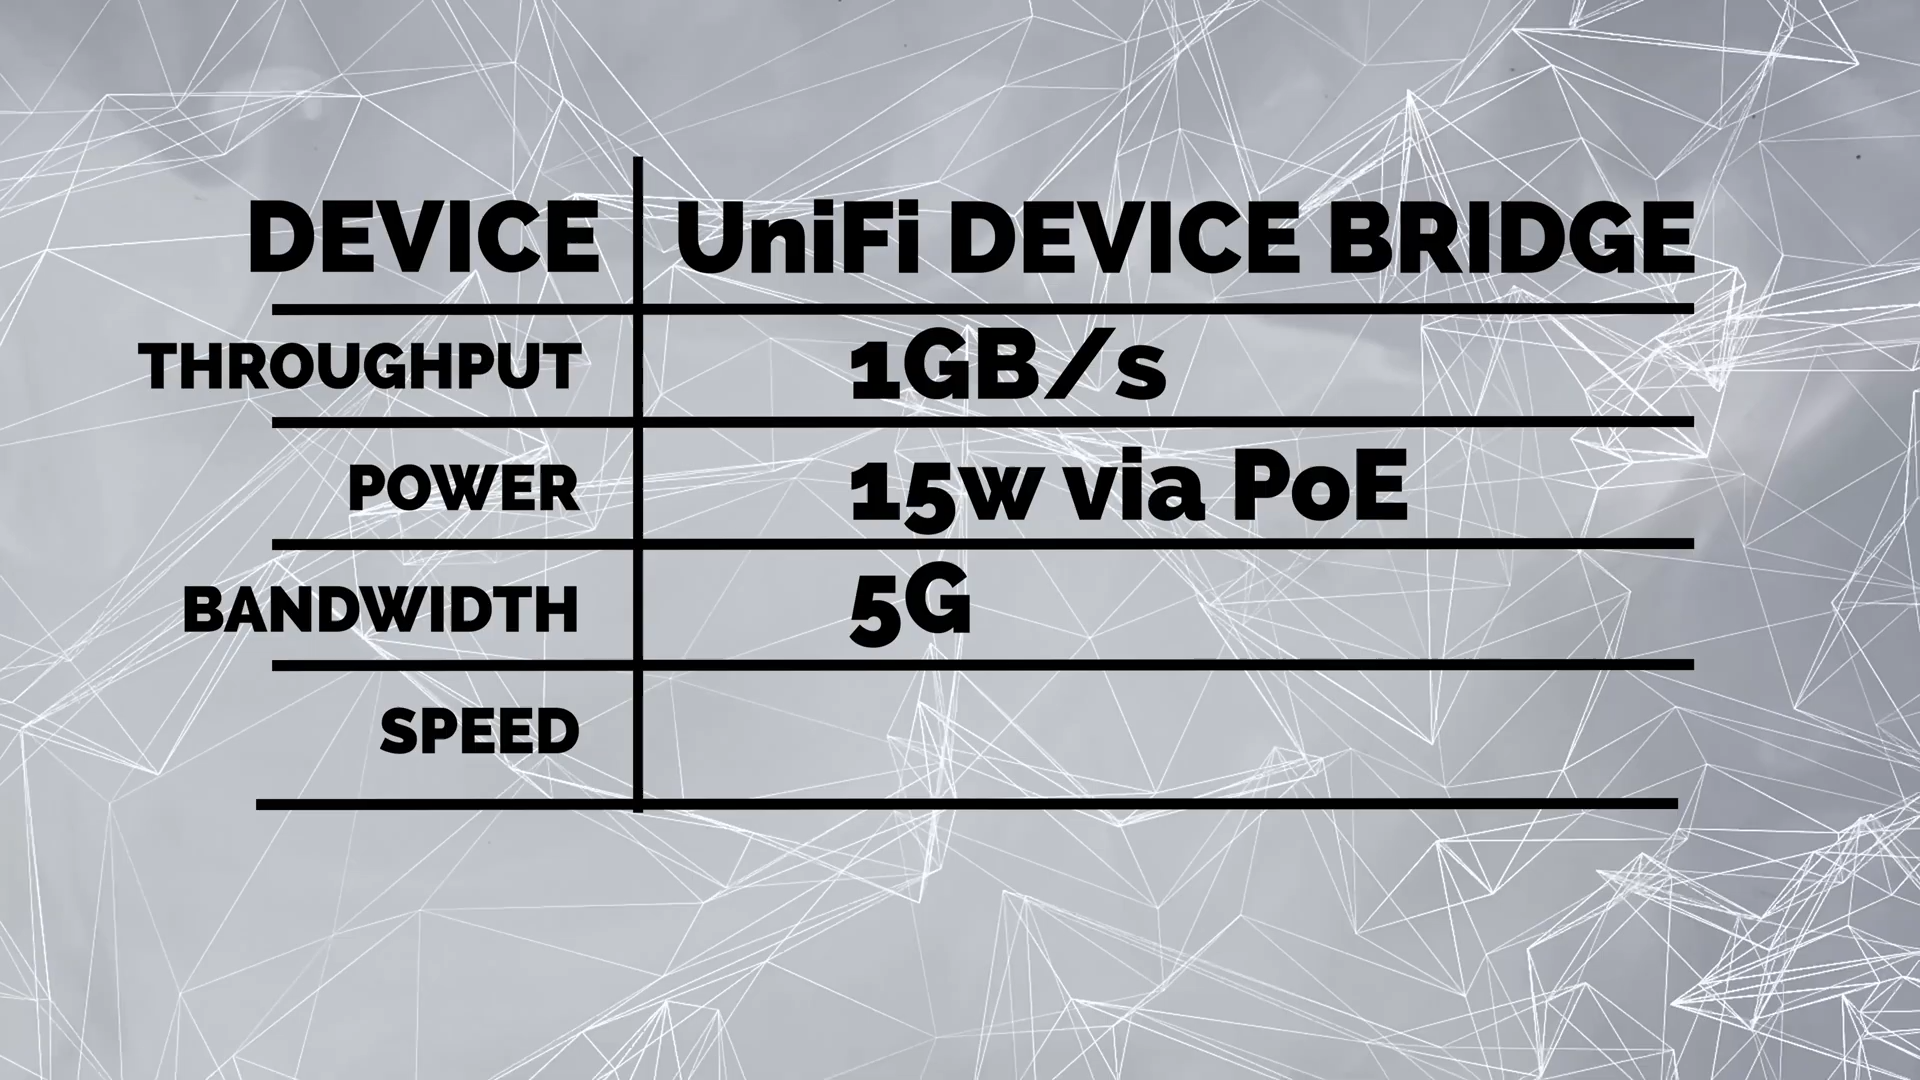 DEVICE UniFi DEVICE BRIDGE
THROUGHPUT 1GB/s
POWER 15w via PoE
BANDWIDTH 5G
SPEED